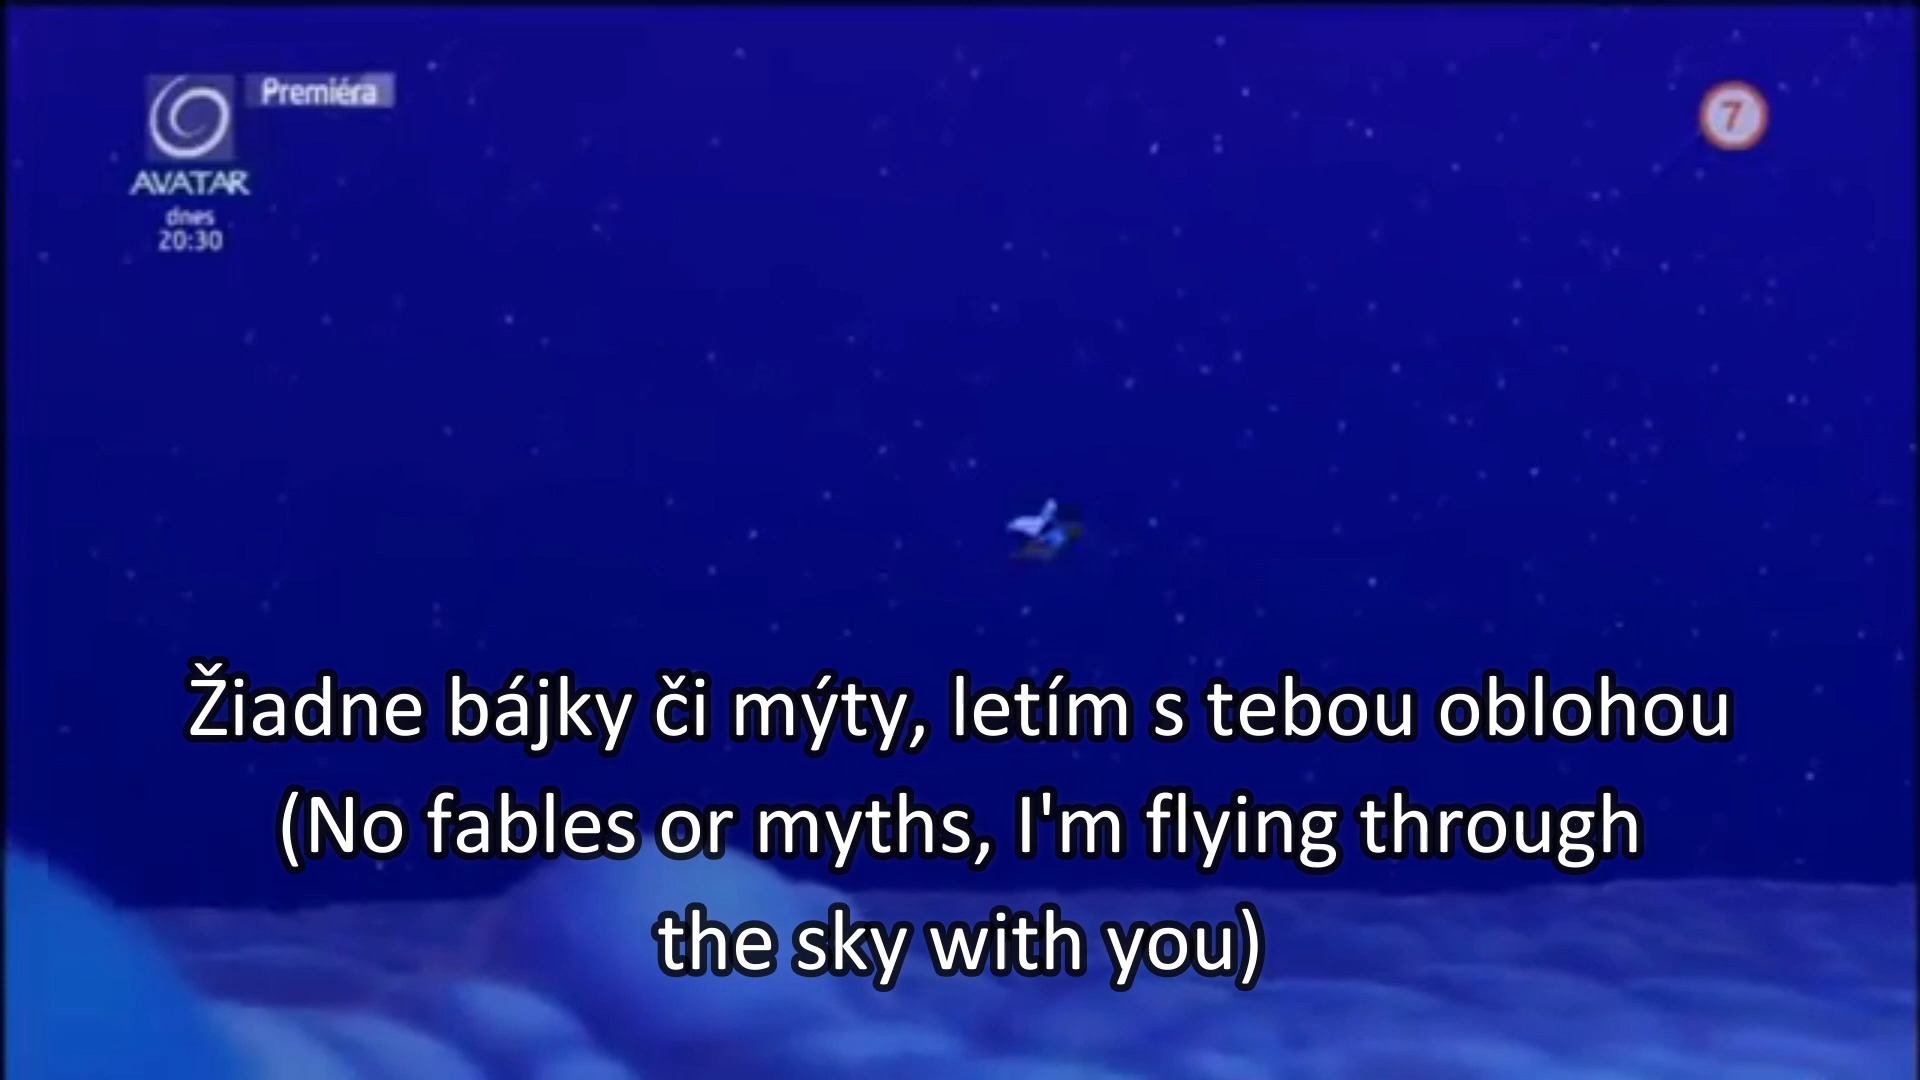 Premiéra
7
AVATAR
dnes
20:30
Žiadne bájky či mýty, letím s tebou oblohou
(No fables or myths, I'm flying through
the sky with you)